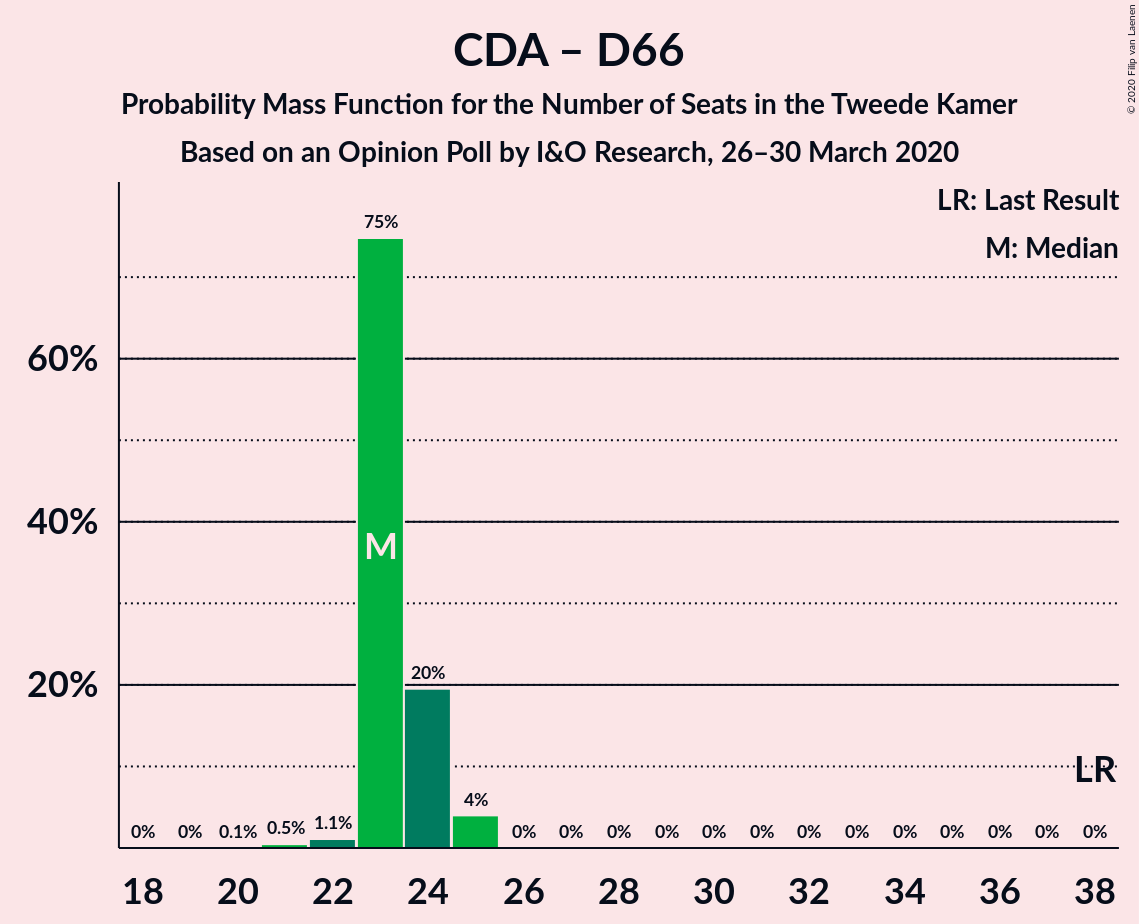 CDA – D66
Probability Mass Function for the Number of Seats in the Tweede Kamer
Based on an Opinion Poll by I&O Research, 26–30 March 2020
© 2020 Filip van Laenen
LR: Last Result
M: Median
75%
60%
40%
M
20%
20%
LR
4%
0% 0% 0.1% 0.5% 1.1% 0% 0% 0% 0% 0% 0% 0% 0% 0% 0% 0% 0% 0%
18 20 22 24 26 28 30 32 34 36 38